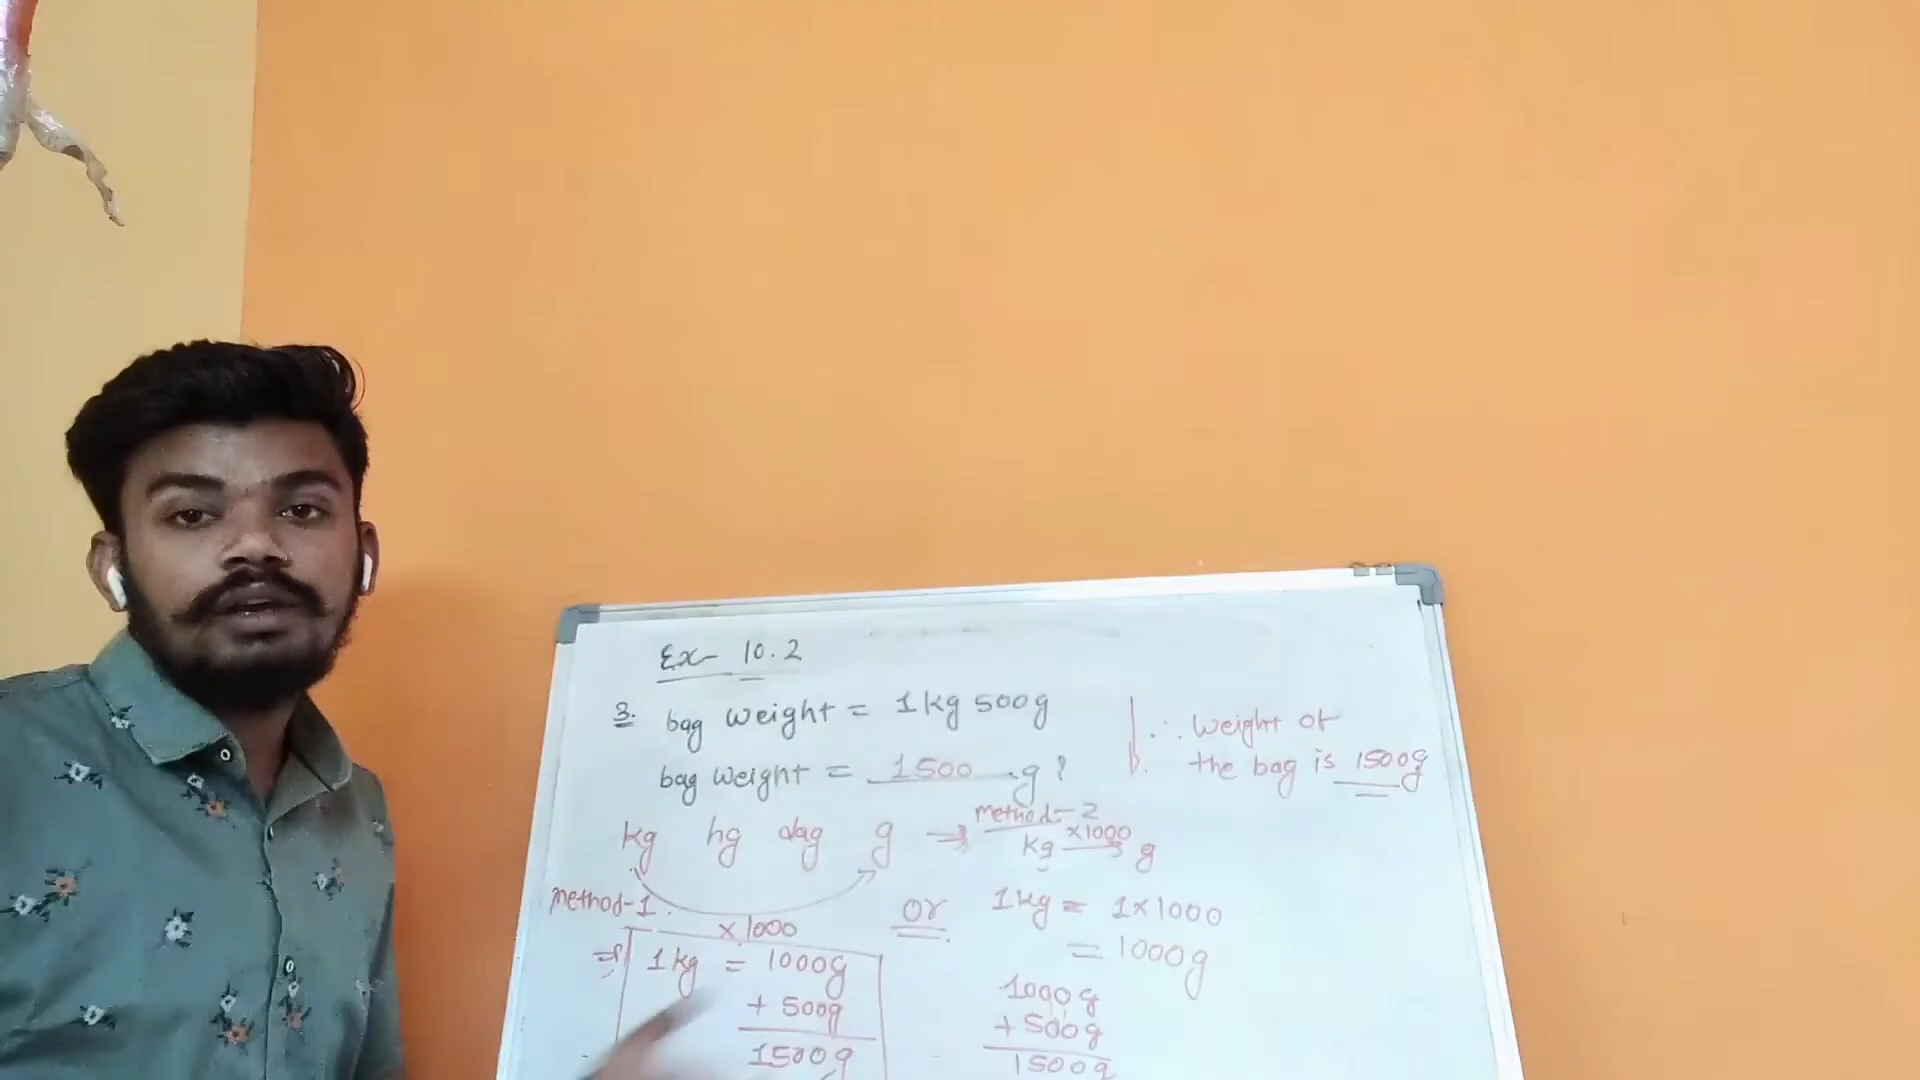 Ex- 10.2
3. bag weight = 1kg 500g
bag weight = 1500 g ?
∴ weight of
the bag is 1500g
kg hg dag g ⇒
method-2
kg ×1000 → g
method-1
×1000
⇒ 1kg = 1000g
+ 500g
1500g
or
1kg = 1×1000
= 1000g
1000g
+ 500g
1500g